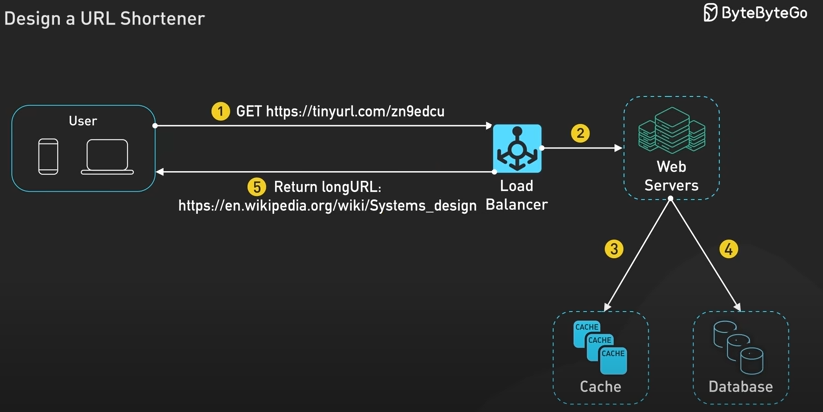 Design a URL Shortener
ByteByteGo
User
1 GET https://tinyurl.com/zn9edcu
2
5 Return longURL:
https://en.wikipedia.org/wiki/Systems_design
Load
Balancer
Web
Servers
3
4
CACHE
CACHE
CACHE
Cache
Database